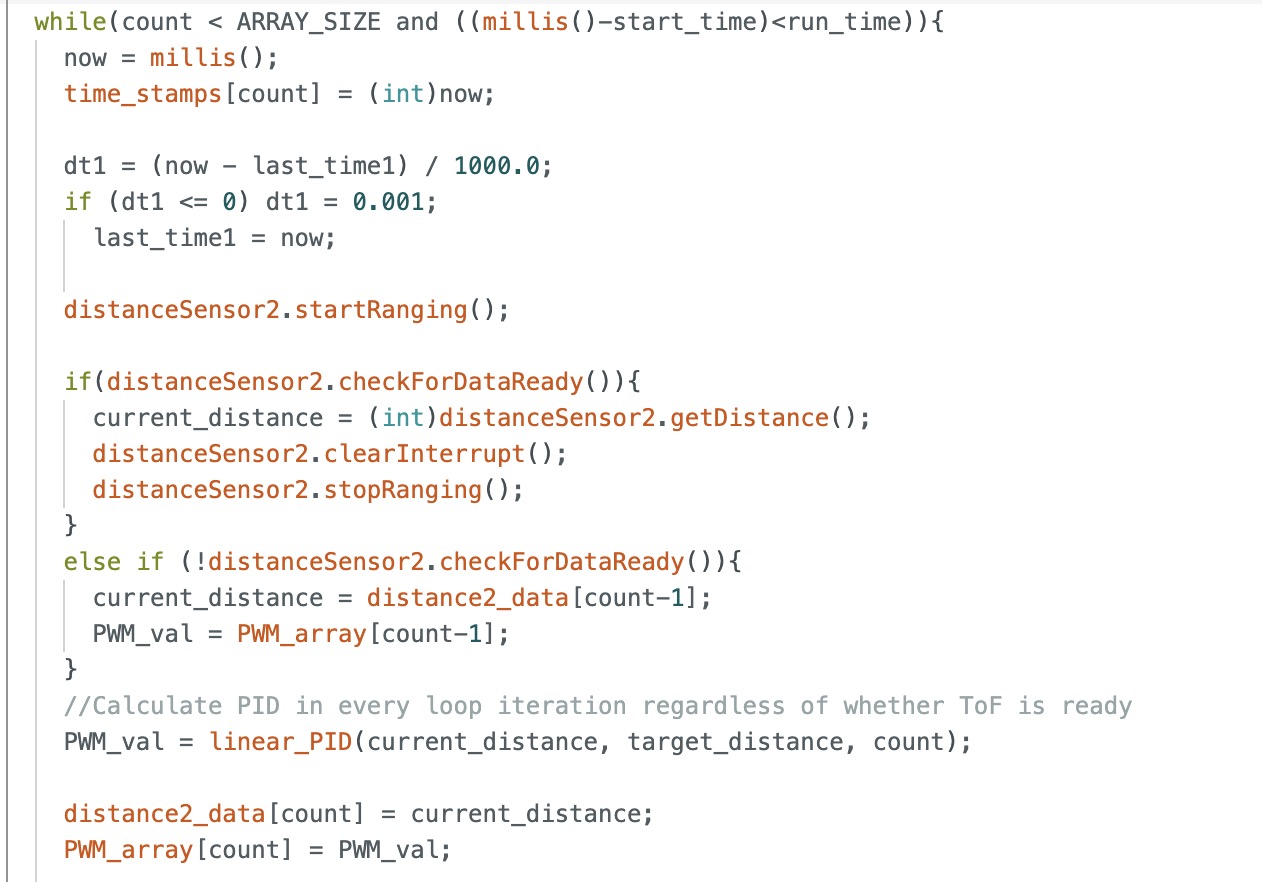 while(count < ARRAY_SIZE and ((millis()-start_time)<run_time)){
now = millis();
time_stamps[count] = (int)now;
dt1 = (now - last_time1) / 1000.0;
if (dt1 <= 0) dt1 = 0.001;
last_time1 = now;
distanceSensor2.startRanging();
if(distanceSensor2.checkForDataReady()){
current_distance = (int)distanceSensor2.getDistance();
distanceSensor2.clearInterrupt();
distanceSensor2.stopRanging();
}
else if (!distanceSensor2.checkForDataReady()){
current_distance = distance2_data[count-1];
PWM_val = PWM_array[count-1];
}
//Calculate PID in every loop iteration regardless of whether ToF is ready
PWM_val = linear_PID(current_distance, target_distance, count);
distance2_data[count] = current_distance;
PWM_array[count] = PWM_val;